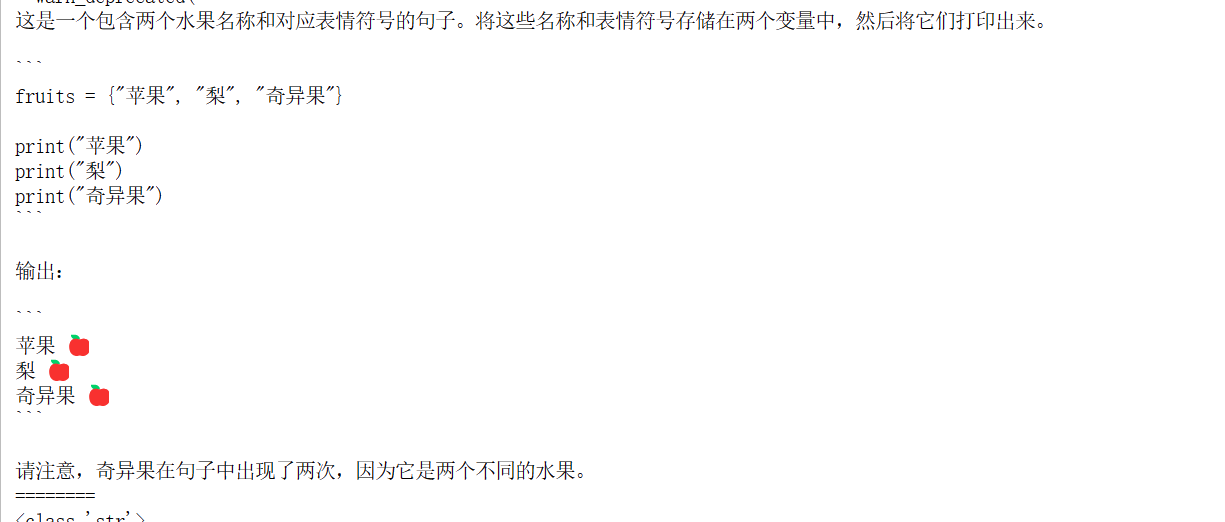 warn_deprecated(
这是一个包含两个水果名称和对应表情符号的句子。将这些名称和表情符号存储在两个变量中，然后将它们打印出来。
```
fruits = {"苹果", "梨", "奇异果"}
print("苹果")
print("梨")
print("奇异果")
```
输出：
```
苹果 🍎
梨 🍎
奇异果 🍎
```
请注意，奇异果在句子中出现了两次，因为它是两个不同的水果。
========
<class 'str'>